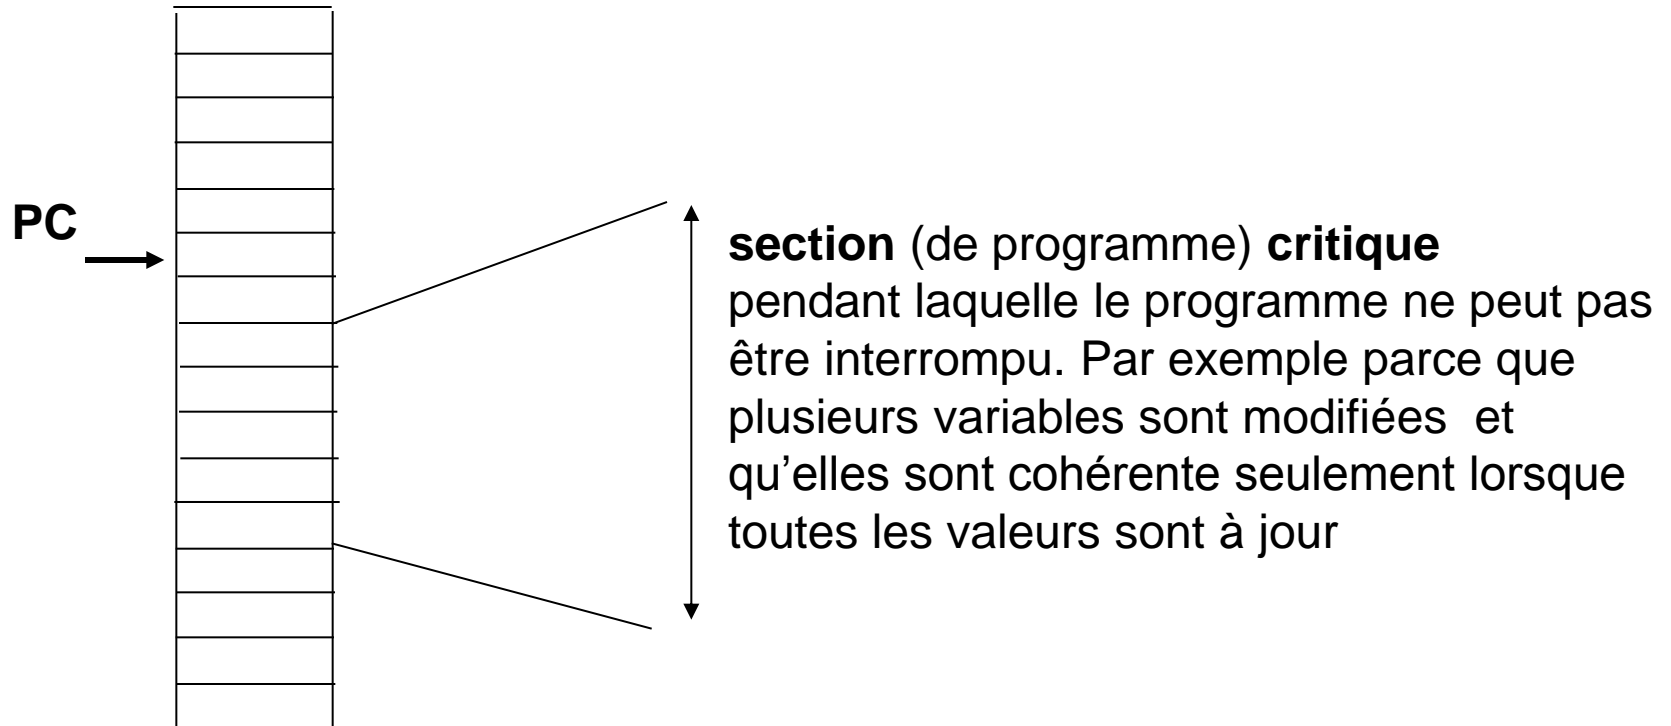 PC
section (de programme) critique
pendant laquelle le programme ne peut pas
être interrompu. Par exemple parce que
plusieurs variables sont modifiées  et
qu’elles sont cohérente seulement lorsque
toutes les valeurs sont à jour